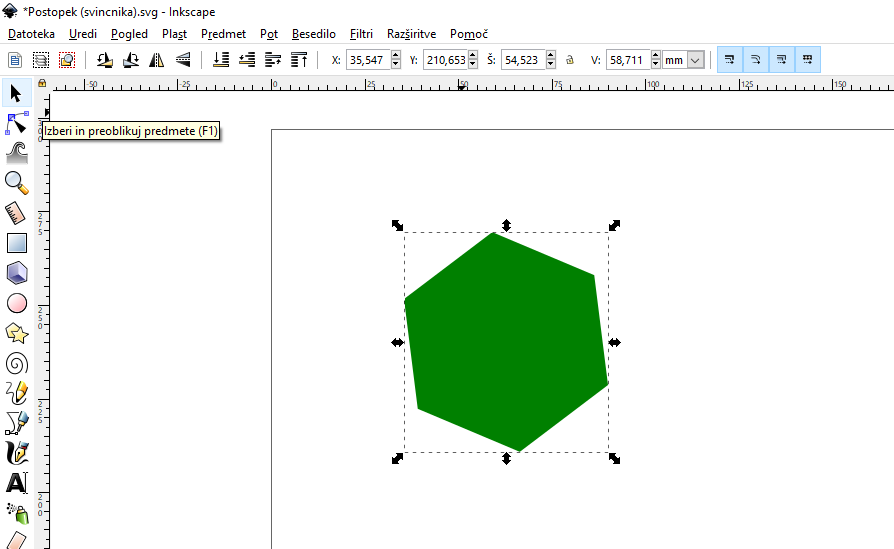 *Postopek (svincnika).svg - Inkscape
Datoteka Uredi Pogled Plast Predmet Pot Besedilo Filtri Razširitve Pomoč
X: 35,547 Y: 210,653 Š: 54,523 V: 58,711 mm
-50 -25 0 25 50 75 100 125 150
300
Izberi in preoblikuj predmete (F1)
275
250
225
200